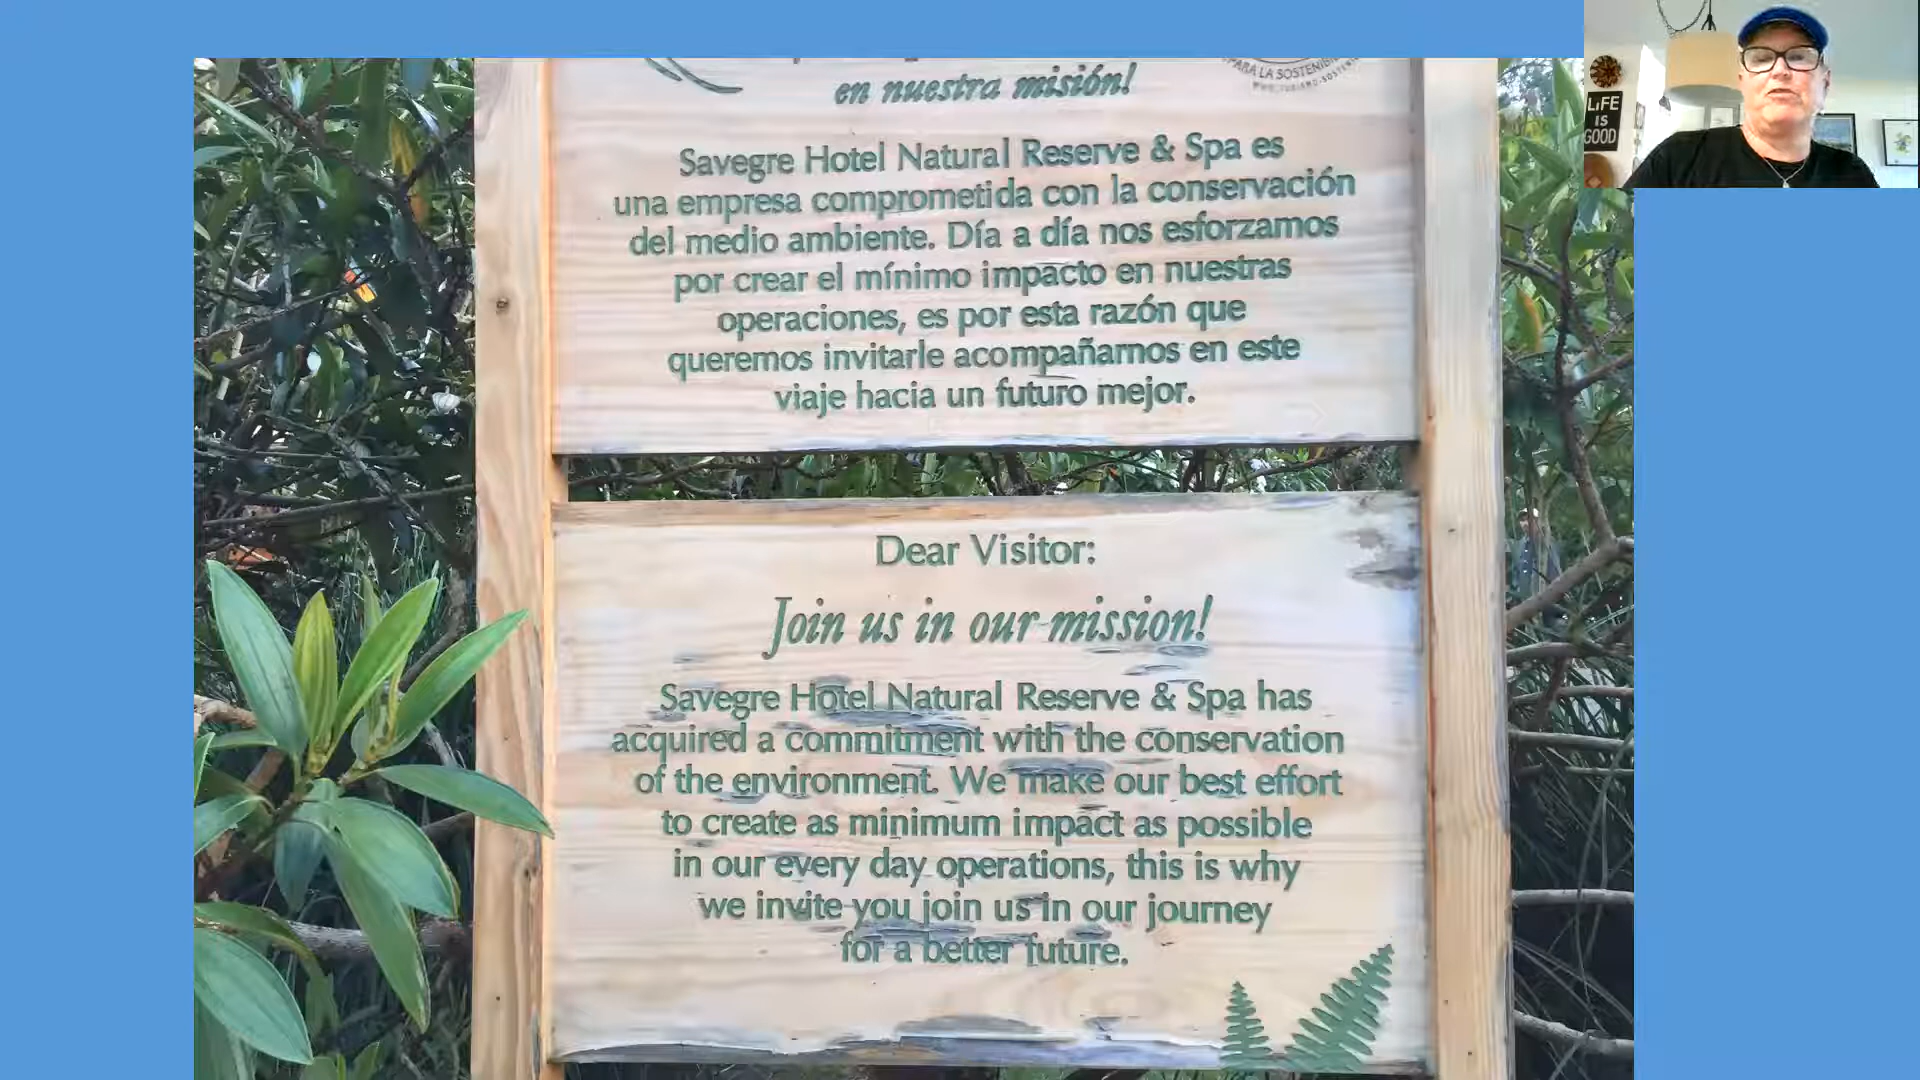 en nuestra misión!
PARA LA SOSTENIB
Savegre Hotel Natural Reserve & Spa es
una empresa comprometida con la conservación
del medio ambiente. Día a día nos esforzamos
por crear el mínimo impacto en nuestras
operaciones, es por esta razón que
queremos invitarle acompañarnos en este
viaje hacia un futuro mejor.
Dear Visitor:
Join us in our mission!
Savegre Hotel Natural Reserve & Spa has
acquired a commitment with the conservation
of the environment. We make our best effort
to create as minimum impact as possible
in our every day operations, this is why
we invite you join us in our journey
for a better future.
LIFE
IS
GOOD